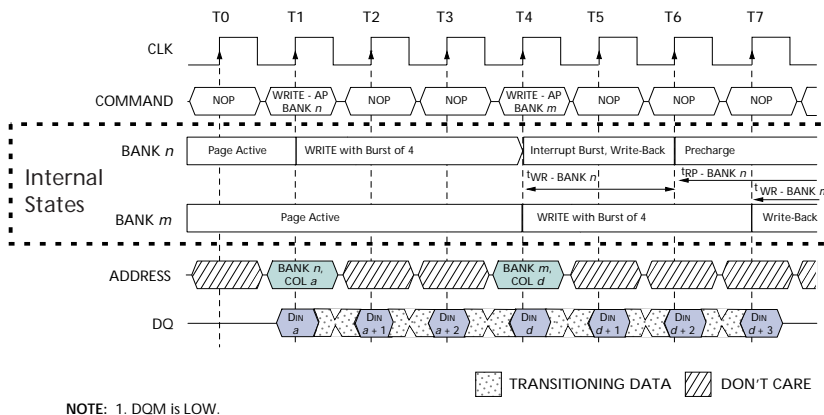 T0 T1 T2 T3 T4 T5 T6 T7
CLK
COMMAND NOP WRITE - AP BANK n NOP NOP WRITE - AP BANK m NOP NOP NOP
Internal States
BANK n Page Active WRITE with Burst of 4 Interrupt Burst, Write-Back Precharge
tWR - BANK n tRP - BANK n
tWR - BANK
BANK m Page Active WRITE with Burst of 4 Write-Back
ADDRESS BANK n, COL a BANK m, COL d
DQ DIN a DIN a + 1 DIN a + 2 DIN d DIN d + 1 DIN d + 2 DIN d + 3
TRANSITIONING DATA DON'T CARE
NOTE: 1. DQM is LOW.